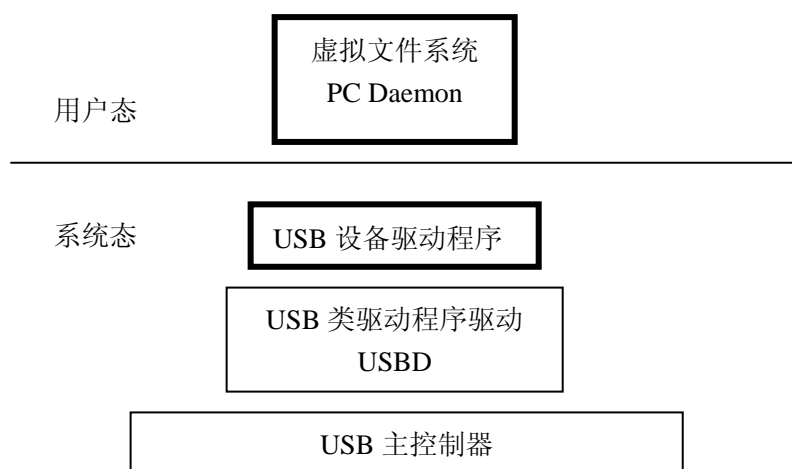 虚拟文件系统
PC Daemon
用户态
系统态
USB 设备驱动程序
USB 类驱动程序驱动
USBD
USB 主控制器